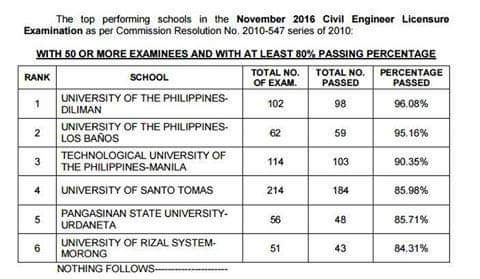 The top performing schools in the November 2016 Civil Engineer Licensure
Examination as per Commission Resolution No. 2010-547 series of 2010:
WITH 50 OR MORE EXAMINEES AND WITH AT LEAST 80% PASSING PERCENTAGE
RANK SCHOOL TOTAL NO. OF EXAM. TOTAL NO. PASSED PERCENTAGE PASSED
1 UNIVERSITY OF THE PHILIPPINES-DILIMAN 102 98 96.08%
2 UNIVERSITY OF THE PHILIPPINES-LOS BAÑOS 62 59 95.16%
3 TECHNOLOGICAL UNIVERSITY OF THE PHILIPPINES-MANILA 114 103 90.35%
4 UNIVERSITY OF SANTO TOMAS 214 184 85.98%
5 PANGASINAN STATE UNIVERSITY-URDANETA 56 48 85.71%
6 UNIVERSITY OF RIZAL SYSTEM-MORONG 51 43 84.31%
NOTHING FOLLOWS----------------------